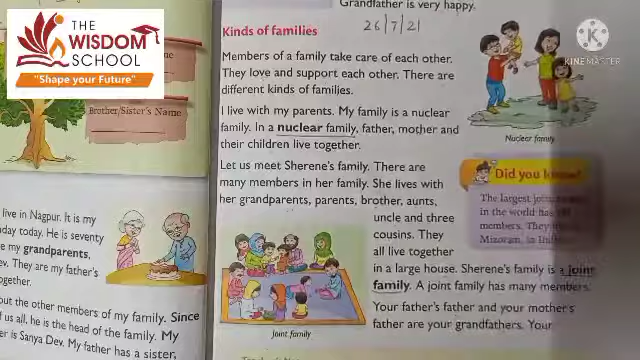 THE
WISDOM
SCHOOL
"Shape your Future"
Brother/Sister's Name
live in Nagpur. It is my
day today. He is seventy
e my grandparents,
ev. They are my father's
ogether.
out the other members of my family. Since
f us all, he is the head of the family. My
er is Sanya Dev. My father has a sister,
Grandfather is very happy.
26/7/21
Kinds of families
Members of a family take care of each other.
They love and support each other. There are
different kinds of families.
I live with my parents. My family is a nuclear
family. In a nuclear family, father, mother and
their children live together.
Let us meet Sherene's family. There are
many members in her family. She lives with
her grandparents, parents, brother, aunts,
uncle and three
cousins. They
all live together
in a large house. Sherene's family is a joint
family. A joint family has many members.
Your father's father and your mother's
father are your grandfathers. Your
Joint family
Nuclear family
KINEMASTER
Did you know?
The largest joint
in the world has
members. They
Mizoram, in